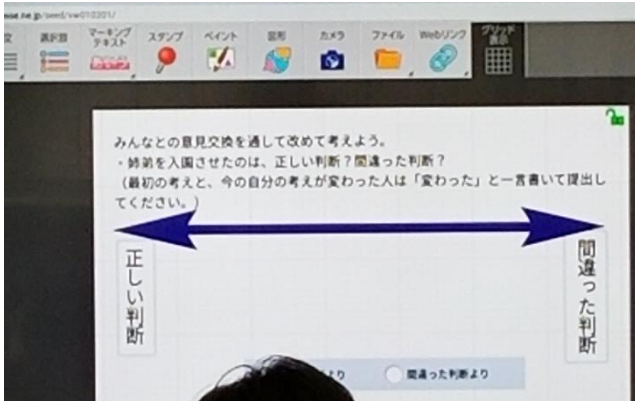 選択肢
マーキング
テキスト
スタンプ
ペイント
図形
カメラ
ファイル
Webリンク
グリッド
表示
みんなとの意見交換を通して改めて考えよう。
・姉弟を入園させたのは、正しい判断？間違った判断？
（最初の考えと、今の自分の考えが変わった人は「変わった」と一言書いて提出し
てください。）
正しい判断
間違った判断
より
間違った判断より